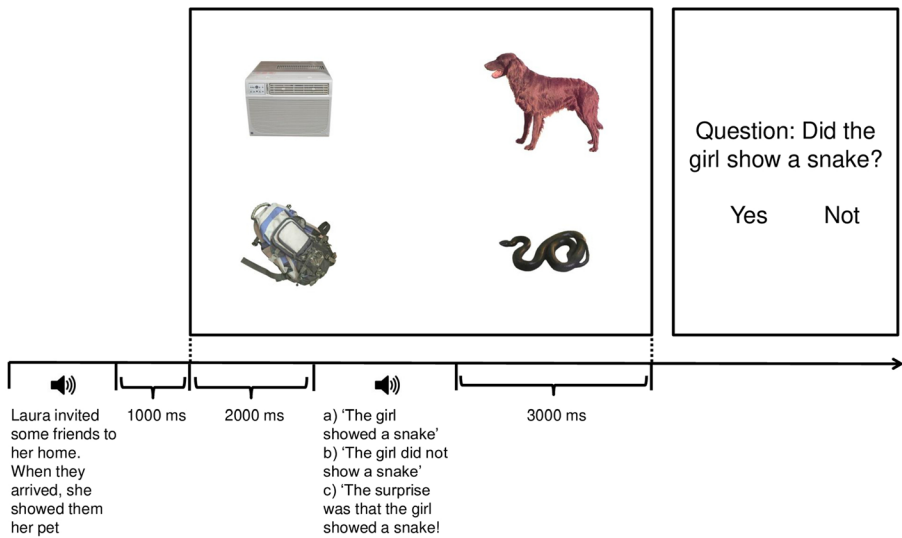 Question: Did the
girl show a snake?
Yes Not
Laura invited
some friends to
her home.
When they
arrived, she
showed them
her pet
1000 ms
2000 ms
a) ‘The girl
showed a snake’
b) ‘The girl did not
show a snake’
c) ‘The surprise
was that the girl
showed a snake!
3000 ms